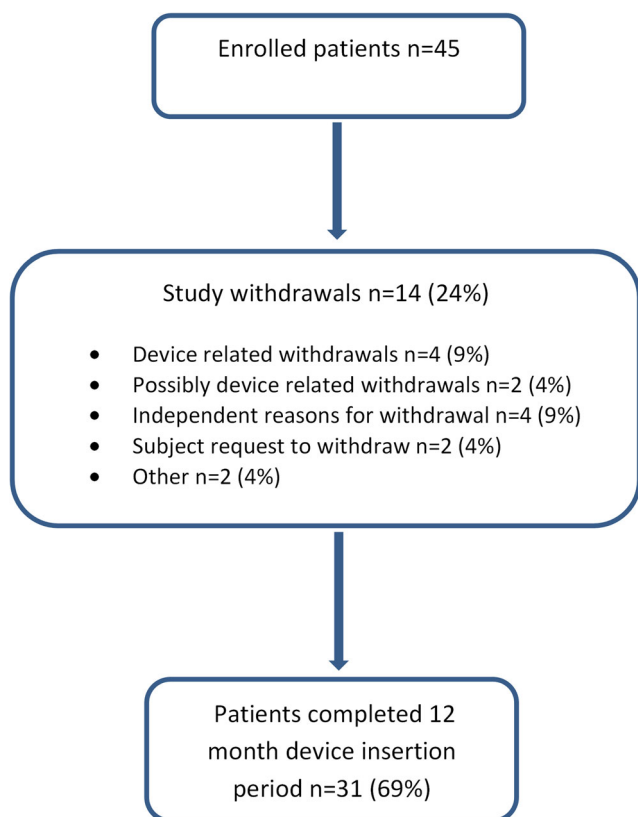 Enrolled patients n=45
Study withdrawals n=14 (24%)
• Device related withdrawals n=4 (9%)
• Possibly device related withdrawals n=2 (4%)
• Independent reasons for withdrawal n=4 (9%)
• Subject request to withdraw n=2 (4%)
• Other n=2 (4%)
Patients completed 12
month device insertion
period n=31 (69%)